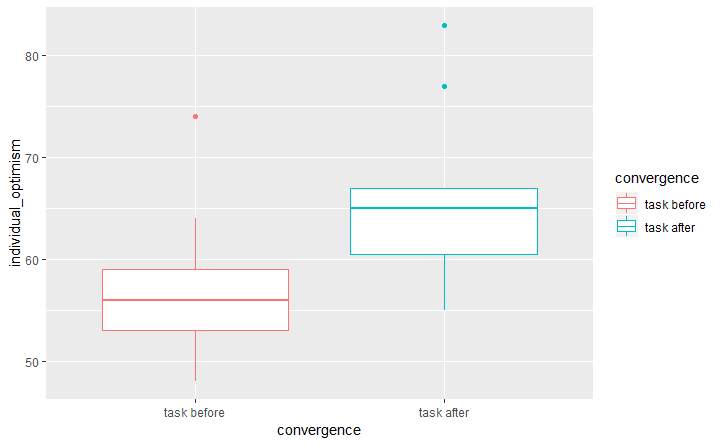 individual_optimism
80
70
60
50
task before
task after
convergence
convergence
task before
task after